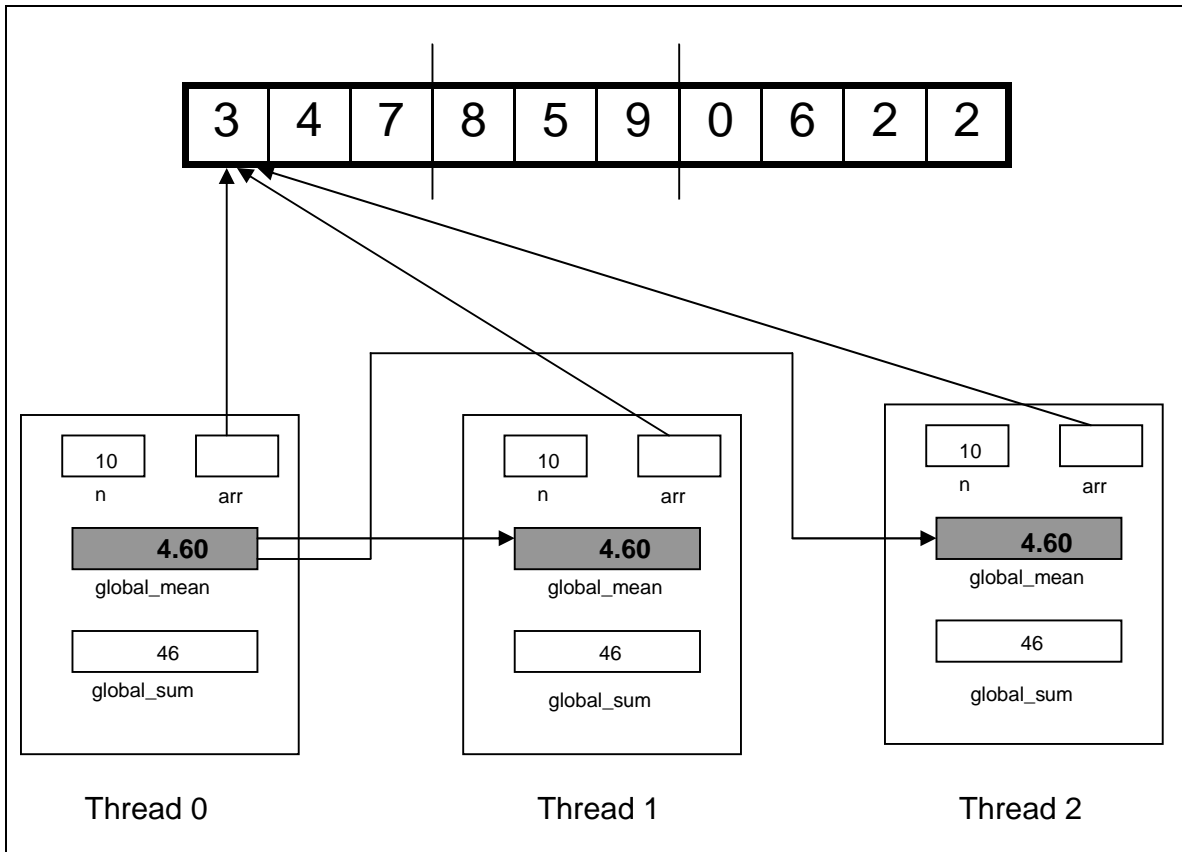 3 4 7 8 5 9 0 6 2 2
10
n
arr
4.60
global_mean
46
global_sum
Thread 0
10
n
arr
4.60
global_mean
46
global_sum
Thread 1
10
n
arr
4.60
global_mean
46
global_sum
Thread 2